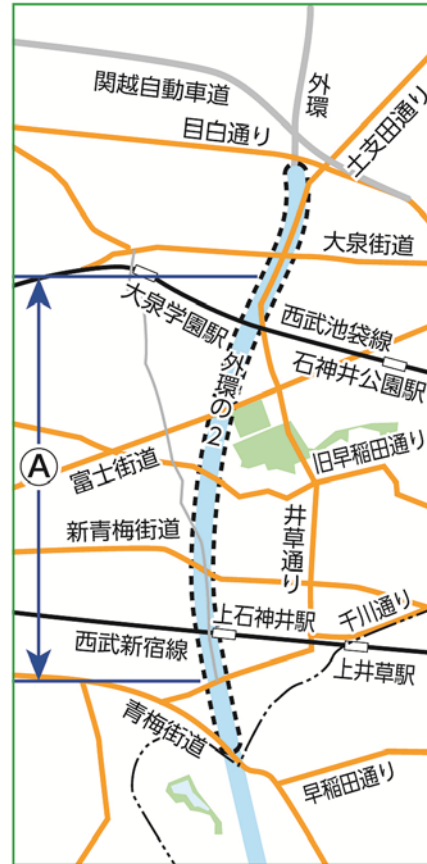 関越自動車道
外環
目白通り
土支田通り
大泉街道
大泉学園駅
西武池袋線
石神井公園駅
外環の2
Ⓐ
富士街道
旧早稲田通り
新青梅街道
井草通り
上石神井駅
千川通り
西武新宿線
上井草駅
青梅街道
早稲田通り